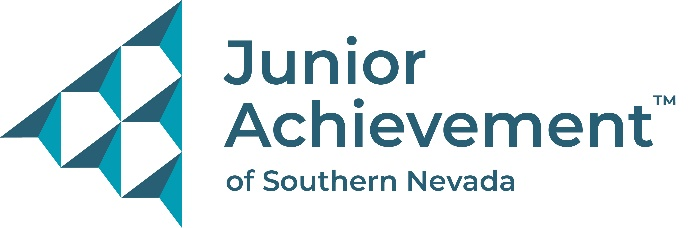 Junior
Achievement™
of Southern Nevada